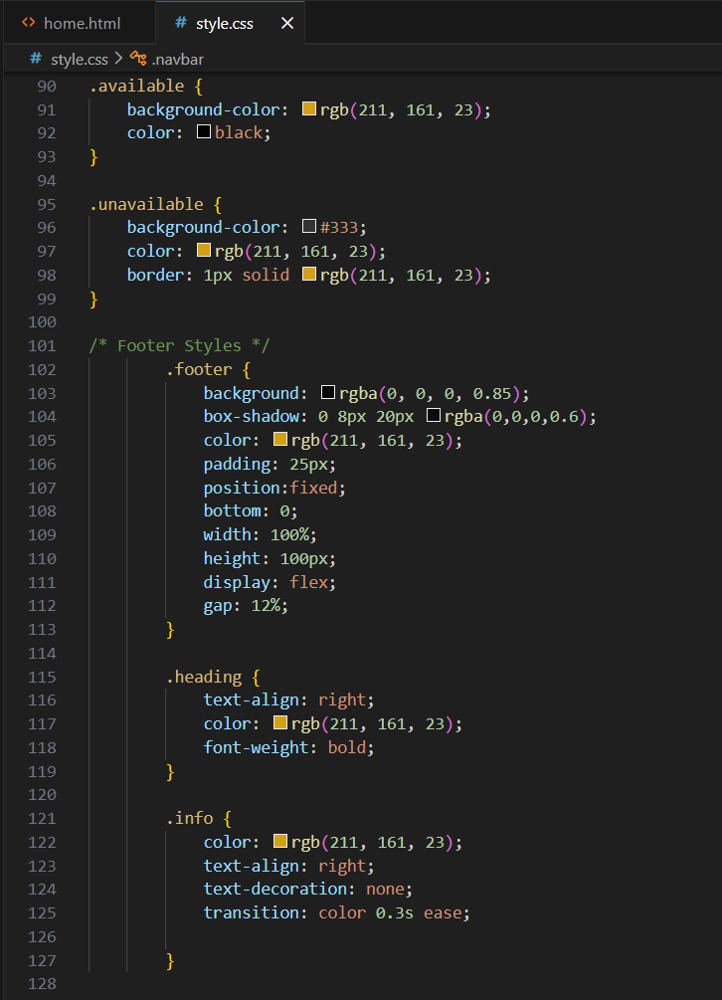 home.html
style.css
style.css > .navbar
90 .available {
91 background-color: rgb(211, 161, 23);
92 color: black;
93 }
94
95 .unavailable {
96 background-color: #333;
97 color: rgb(211, 161, 23);
98 border: 1px solid rgb(211, 161, 23);
99 }
100
101 /* Footer Styles */
102 .footer {
103 background: rgba(0, 0, 0, 0.85);
104 box-shadow: 0 8px 20px rgba(0,0,0,0.6);
105 color: rgb(211, 161, 23);
106 padding: 25px;
107 position:fixed;
108 bottom: 0;
109 width: 100%;
110 height: 100px;
111 display: flex;
112 gap: 12%;
113 }
114
115 .heading {
116 text-align: right;
117 color: rgb(211, 161, 23);
118 font-weight: bold;
119 }
120
121 .info {
122 color: rgb(211, 161, 23);
123 text-align: right;
124 text-decoration: none;
125 transition: color 0.3s ease;
126
127 }
128